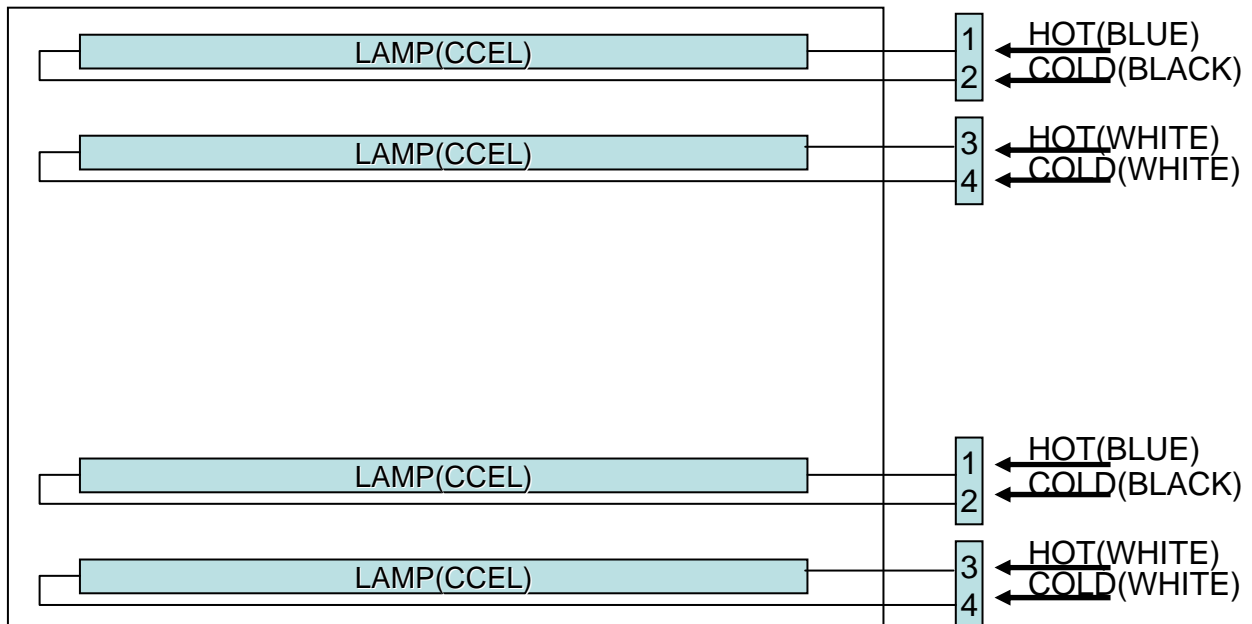 LAMP(CCEL) 1 HOT(BLUE)
2 COLD(BLACK)
LAMP(CCEL) 3 HOT(WHITE)
4 COLD(WHITE)
LAMP(CCEL) 1 HOT(BLUE)
2 COLD(BLACK)
LAMP(CCEL) 3 HOT(WHITE)
4 COLD(WHITE)